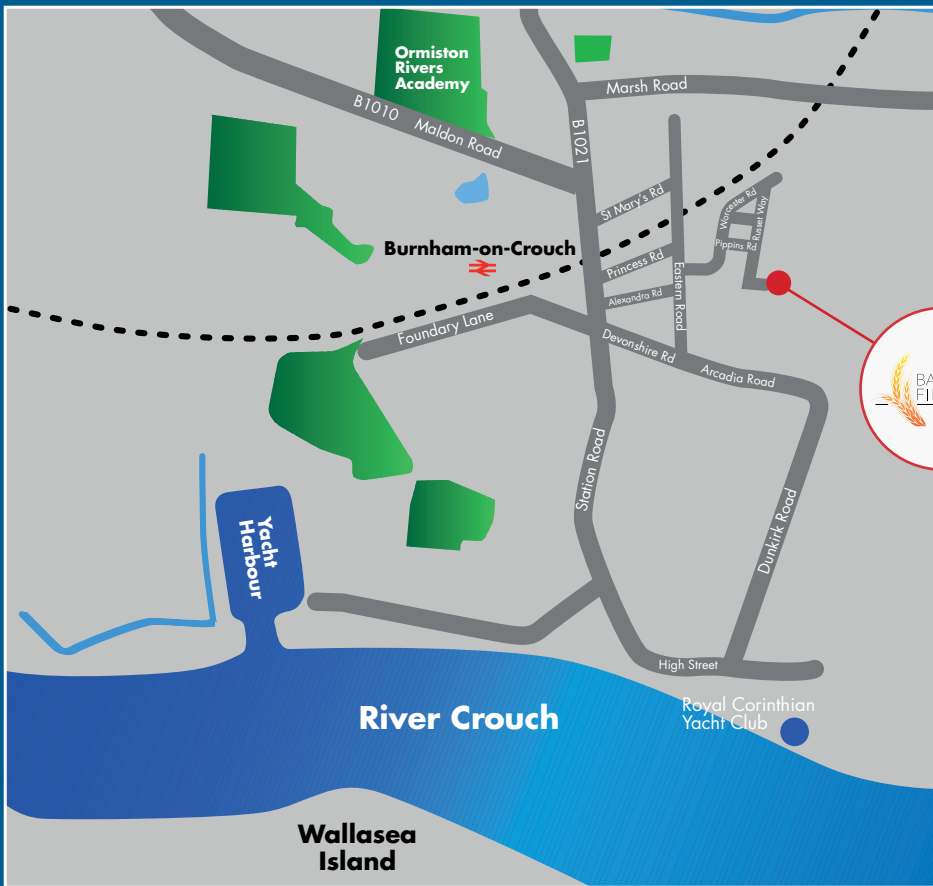 Ormiston
Rivers
Academy
Marsh Road
B1010
Maldon Road
B1021
St Mary's Rd
Worcester Rd
Russet Way
Burnham-on-Crouch
Princess Rd
Pippins Rd
Eastern Road
Alexandra Rd
Foundary Lane
Devonshire Rd
Arcadia Road
Station Road
Yacht
Harbour
Dunkirk Road
High Street
River Crouch
Royal Corinthian
Yacht Club
Wallasea
Island